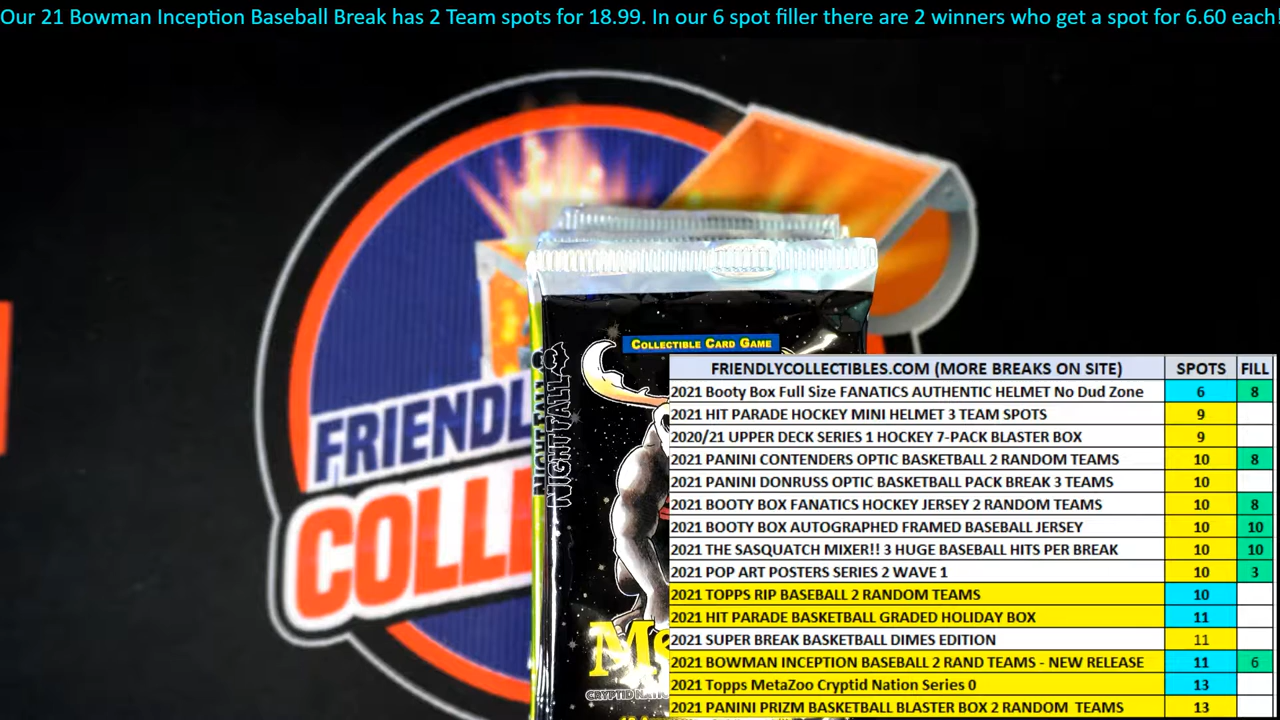 Our 21 Bowman Inception Baseball Break has 2 Team spots for 18.99. In our 6 spot filler there are 2 winners who get a spot for 6.60 each!
FRIENDL
COLL
COLLECTIBLE CARD GAME
NIGHTFALL
NIGHTFALL
FRIENDLYCOLLECTIBLES.COM (MORE BREAKS ON SITE) SPOTS FILL
2021 Booty Box Full Size FANATICS AUTHENTIC HELMET No Dud Zone 6 8
2021 HIT PARADE HOCKEY MINI HELMET 3 TEAM SPOTS 9
2020/21 UPPER DECK SERIES 1 HOCKEY 7-PACK BLASTER BOX 9
2021 PANINI CONTENDERS OPTIC BASKETBALL 2 RANDOM TEAMS 10 8
2021 PANINI DONRUSS OPTIC BASKETBALL PACK BREAK 3 TEAMS 10
2021 BOOTY BOX FANATICS HOCKEY JERSEY 2 RANDOM TEAMS 10 8
2021 BOOTY BOX AUTOGRAPHED FRAMED BASEBALL JERSEY 10 10
2021 THE SASQUATCH MIXER!! 3 HUGE BASEBALL HITS PER BREAK 10 10
2021 POP ART POSTERS SERIES 2 WAVE 1 10 3
2021 TOPPS RIP BASEBALL 2 RANDOM TEAMS 10
2021 HIT PARADE BASKETBALL GRADED HOLIDAY BOX 11
2021 SUPER BREAK BASKETBALL DIMES EDITION 11
2021 BOWMAN INCEPTION BASEBALL 2 RAND TEAMS - NEW RELEASE 11 6
2021 Topps MetaZoo Cryptid Nation Series 0 13
2021 PANINI PRIZM BASKETBALL BLASTER BOX 2 RANDOM TEAMS 13